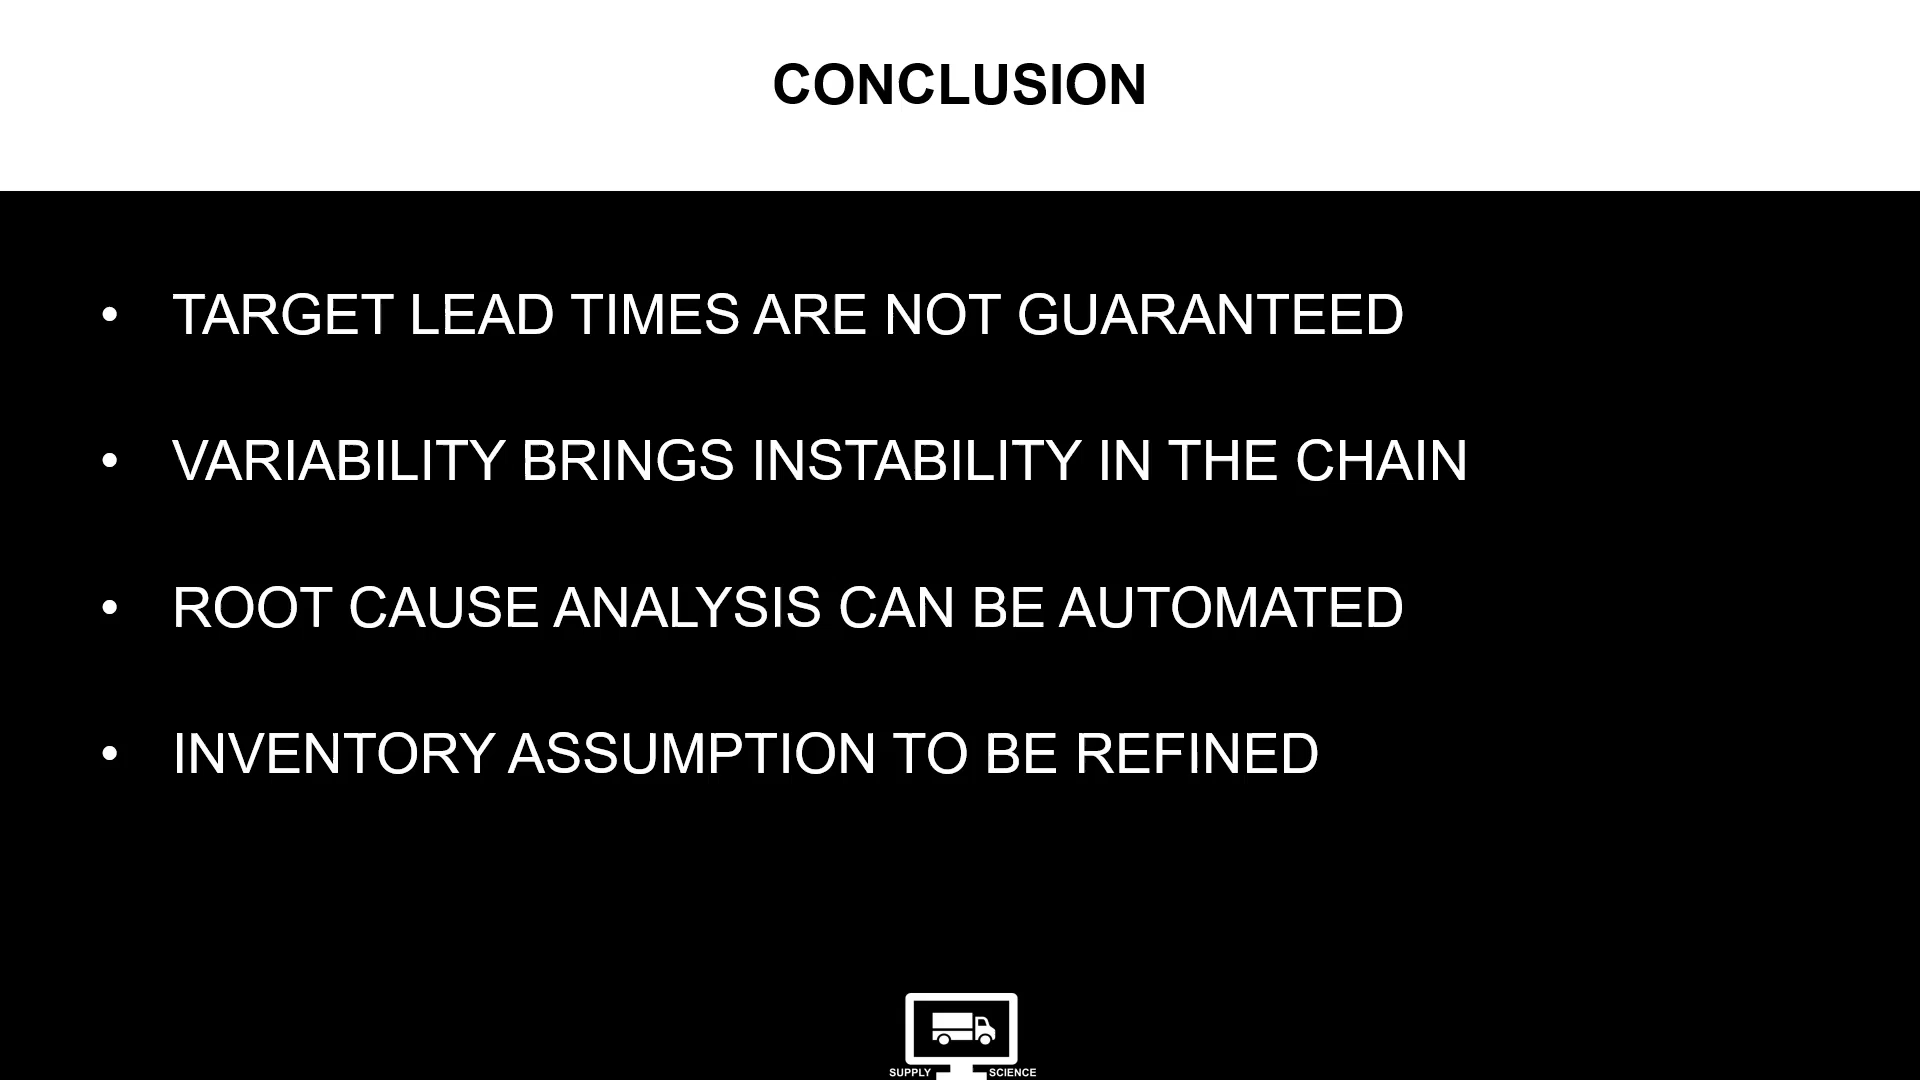 CONCLUSION
• TARGET LEAD TIMES ARE NOT GUARANTEED
• VARIABILITY BRINGS INSTABILITY IN THE CHAIN
• ROOT CAUSE ANALYSIS CAN BE AUTOMATED
• INVENTORY ASSUMPTION TO BE REFINED
SUPPLY SCIENCE